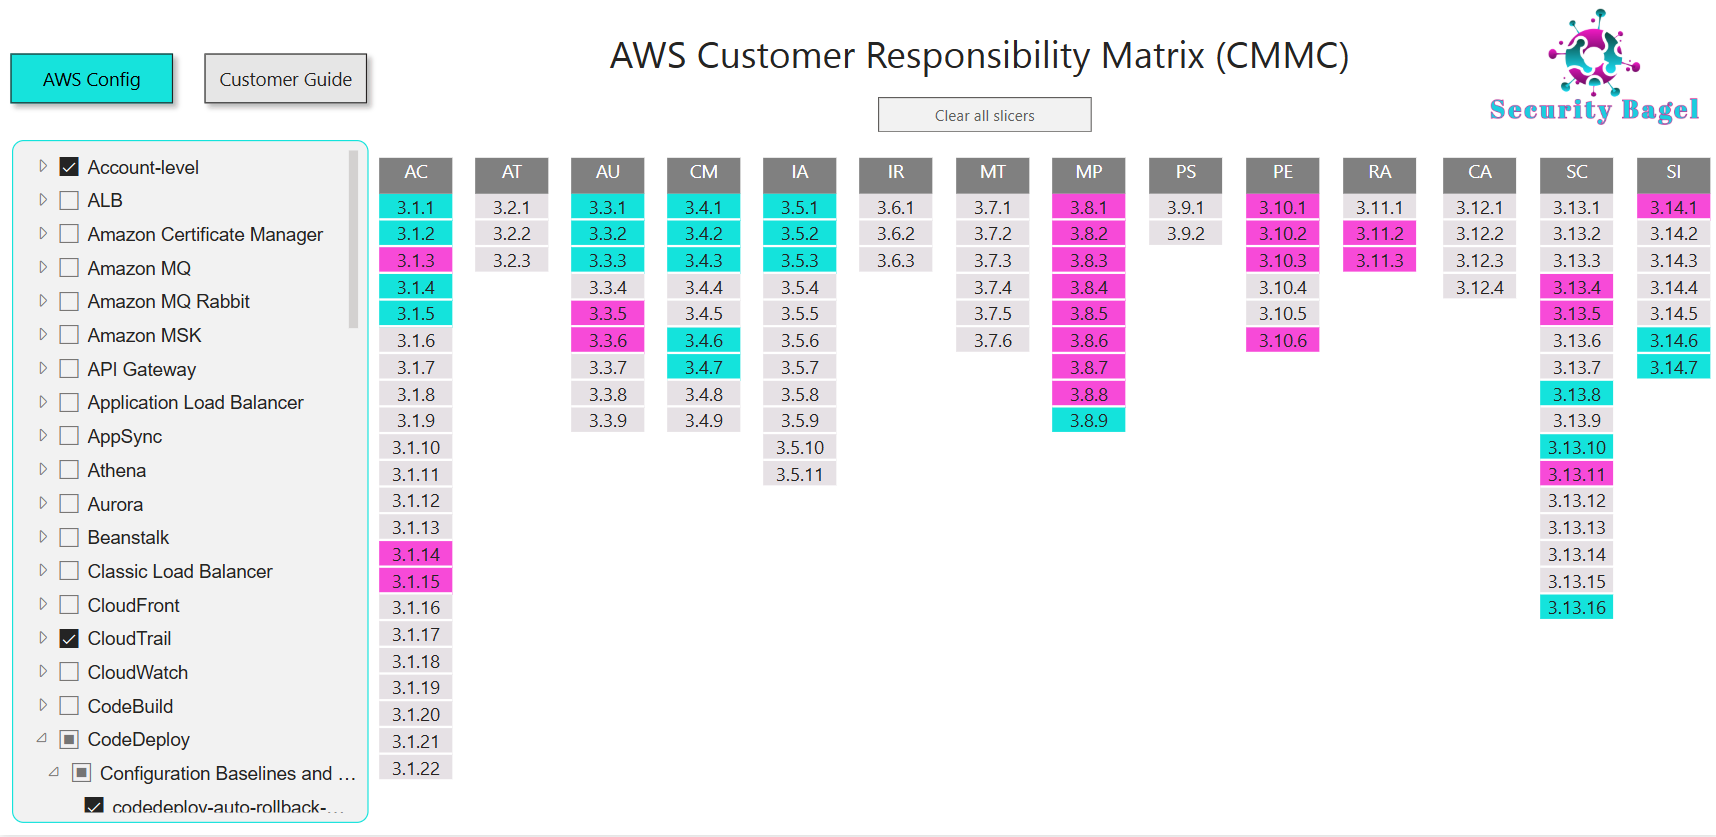 AWS Customer Responsibility Matrix (CMMC)
Security Bagel
AWS Config
Customer Guide
Clear all slicers
Account-level
ALB
Amazon Certificate Manager
Amazon MQ
Amazon MQ Rabbit
Amazon MSK
API Gateway
Application Load Balancer
AppSync
Athena
Aurora
Beanstalk
Classic Load Balancer
CloudFront
CloudTrail
CloudWatch
CodeBuild
CodeDeploy
Configuration Baselines and ...
codedeploy-auto-rollback-...
AC AT AU CM IA IR MT MP PS PE RA CA SC SI
3.1.1 3.2.1 3.3.1 3.4.1 3.5.1 3.6.1 3.7.1 3.8.1 3.9.1 3.10.1 3.11.1 3.12.1 3.13.1 3.14.1
3.1.2 3.2.2 3.3.2 3.4.2 3.5.2 3.6.2 3.7.2 3.8.2 3.9.2 3.10.2 3.11.2 3.12.2 3.13.2 3.14.2
3.1.3 3.2.3 3.3.3 3.4.3 3.5.3 3.6.3 3.7.3 3.8.3 3.10.3 3.11.3 3.12.3 3.13.3 3.14.3
3.1.4 3.3.4 3.4.4 3.5.4 3.7.4 3.8.4 3.10.4 3.12.4 3.13.4 3.14.4
3.1.5 3.3.5 3.4.5 3.5.5 3.7.5 3.8.5 3.10.5 3.13.5 3.14.5
3.1.6 3.3.6 3.4.6 3.5.6 3.7.6 3.8.6 3.10.6 3.13.6 3.14.6
3.1.7 3.3.7 3.4.7 3.5.7 3.8.7 3.13.7 3.14.7
3.1.8 3.3.8 3.4.8 3.5.8 3.8.8 3.13.8
3.1.9 3.3.9 3.4.9 3.5.9 3.8.9 3.13.9
3.1.10 3.5.10 3.13.10
3.1.11 3.5.11 3.13.11
3.1.12 3.13.12
3.1.13 3.13.13
3.1.14 3.13.14
3.1.15 3.13.15
3.1.16 3.13.16
3.1.17
3.1.18
3.1.19
3.1.20
3.1.21
3.1.22